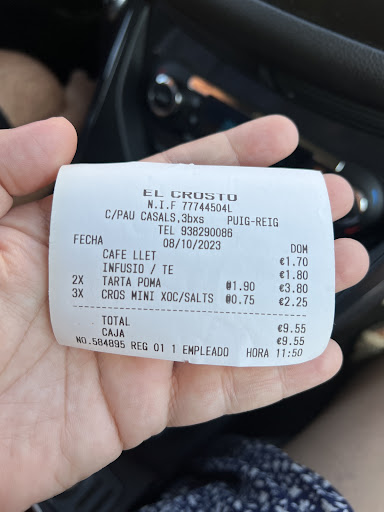 EL CROSTO
N.I.F 77744504L
C/PAU CASALS,3bxs PUIG-REIG
TEL 938290086
FECHA 08/10/2023 DOM
CAFE LLET €1.70
INFUSIO / TE €1.80
2X TARTA POMA @1.90 €3.80
3X CROS MINI XOC/SALTS @0.75 €2.25
TOTAL €9.55
CAJA €9.55
NO.584895 REG 01 1 EMPLEADO HORA 11:50